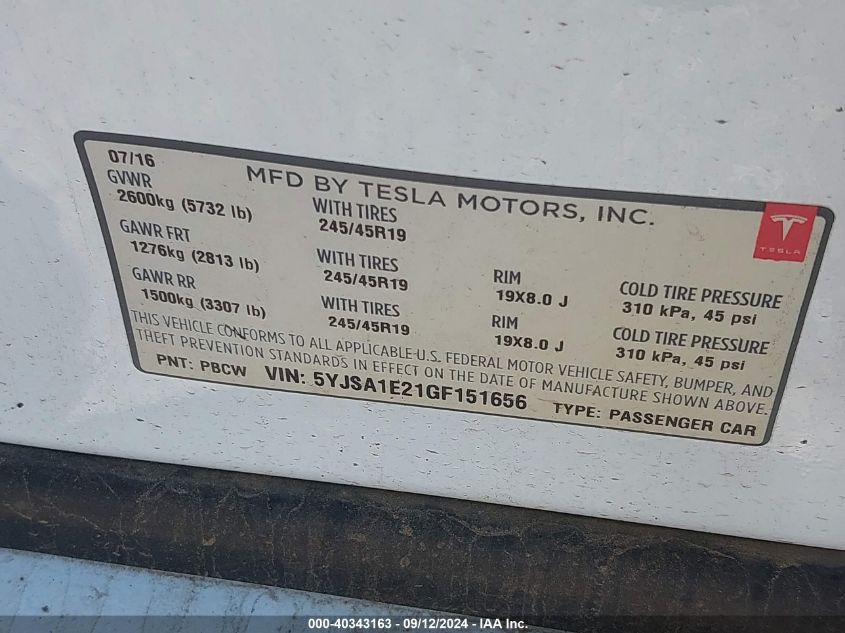 07/16
MFD BY TESLA MOTORS, INC.
GVWR
2600kg (5732 lb)
WITH TIRES
245/45R19
TESLA
GAWR FRT
1276kg (2813 lb)
WITH TIRES
245/45R19
RIM
19X8.0 J
COLD TIRE PRESSURE
310 kPa, 45 psi
GAWR RR
1500kg (3307 lb)
WITH TIRES
245/45R19
RIM
19X8.0 J
COLD TIRE PRESSURE
310 kPa, 45 psi
THIS VEHICLE CONFORMS TO ALL APPLICABLE U.S. FEDERAL MOTOR VEHICLE SAFETY, BUMPER, AND
THEFT PREVENTION STANDARDS IN EFFECT ON THE DATE OF MANUFACTURE SHOWN ABOVE.
PNT: PBCW VIN: 5YJSA1E21GF151656 TYPE: PASSENGER CAR
000-40343163 - 09/12/2024 - IAA Inc.